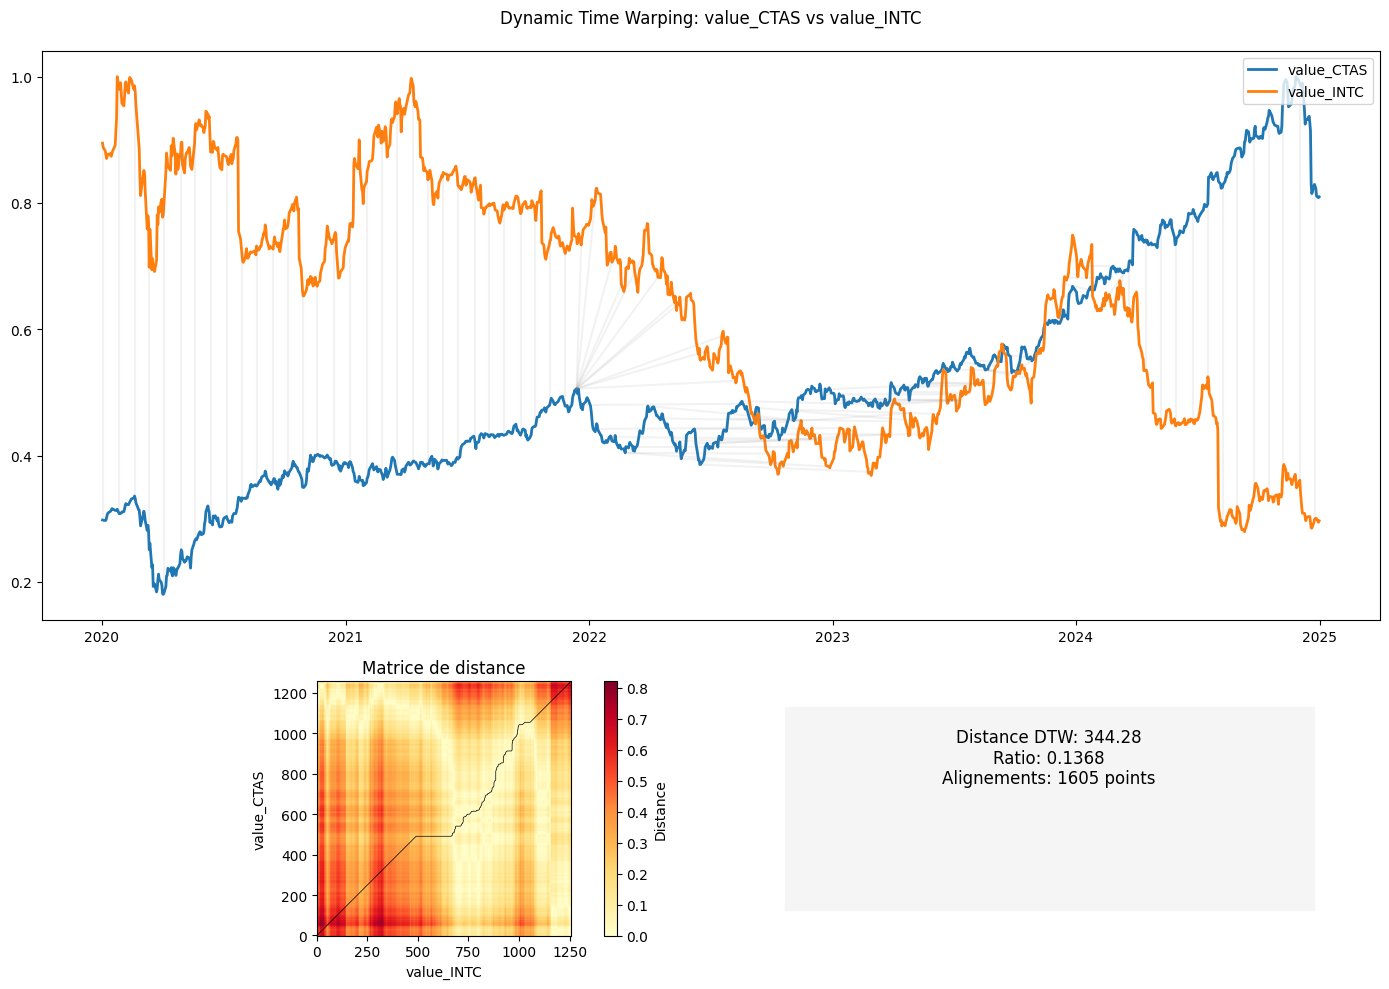 Dynamic Time Warping: value_CTAS vs value_INTC
value_CTAS
value_INTC
1.0
0.8
0.6
0.4
0.2
2020 2021 2022 2023 2024 2025
Matrice de distance
value_CTAS
1200
1000
800
600
400
200
0
0 250 500 750 1000 1250
value_INTC
0.8
0.7
0.6
0.5
0.4
0.3
0.2
0.1
0.0
Distance
Distance DTW: 344.28
Ratio: 0.1368
Alignements: 1605 points